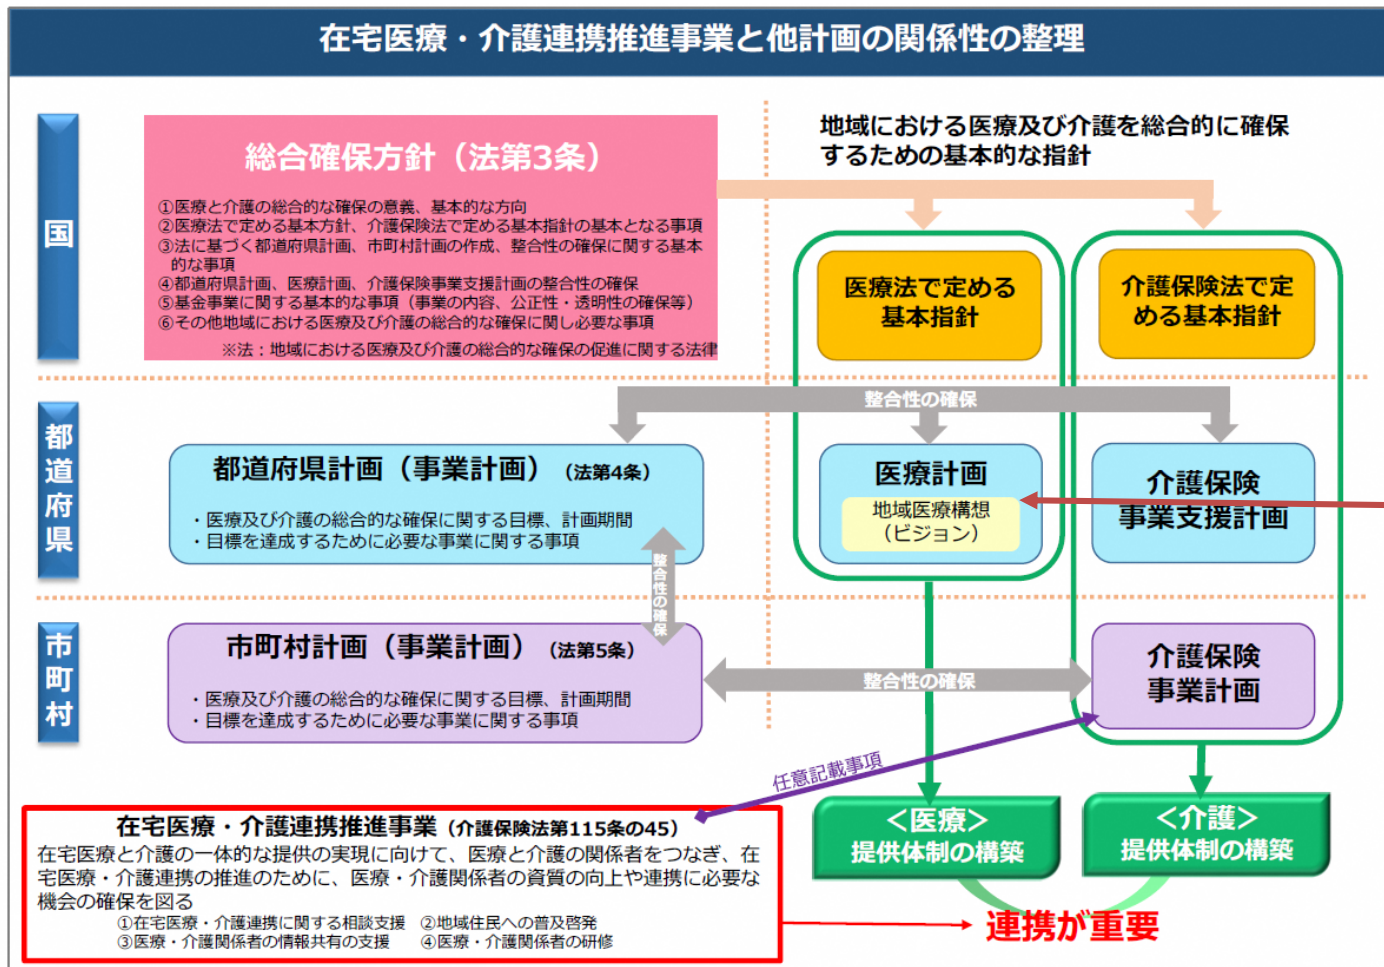 在宅医療・介護連携推進事業と他計画の関係性の整理
国
総合確保方針（法第3条）
①医療と介護の総合的な確保の意義、基本的な方向
②医療法で定める基本方針、介護保険法で定める基本指針の基本となる事項
③法に基づく都道府県計画、市町村計画の作成、整合性の確保に関する基本
的な事項
④都道府県計画、医療計画、介護保険事業支援計画の整合性の確保
⑤基金事業に関する基本的な事項（事業の内容、公正性・透明性の確保等）
⑥その他地域における医療及び介護の総合的な確保に関し必要な事項
※法：地域における医療及び介護の総合的な確保の促進に関する法律
地域における医療及び介護を総合的に確保
するための基本的な指針
医療法で定める
基本指針
介護保険法で定
める基本指針
都道府県
整合性の確保
都道府県計画（事業計画）（法第4条）
・医療及び介護の総合的な確保に関する目標、計画期間
・目標を達成するために必要な事業に関する事項
医療計画
地域医療構想
（ビジョン）
介護保険
事業支援計画
整合性の確保
市町村
市町村計画（事業計画）（法第5条）
・医療及び介護の総合的な確保に関する目標、計画期間
・目標を達成するために必要な事業に関する事項
整合性の確保
介護保険
事業計画
任意記載事項
在宅医療・介護連携推進事業（介護保険法第115条の45）
在宅医療と介護の一体的な提供の実現に向けて、医療と介護の関係者をつなぎ、在
宅医療・介護連携の推進のために、医療・介護関係者の資質の向上や連携に必要な
機会の確保を図る
①在宅医療・介護連携に関する相談支援　②地域住民への普及啓発
③医療・介護関係者の情報共有の支援　④医療・介護関係者の研修
＜医療＞
提供体制の構築
＜介護＞
提供体制の構築
連携が重要